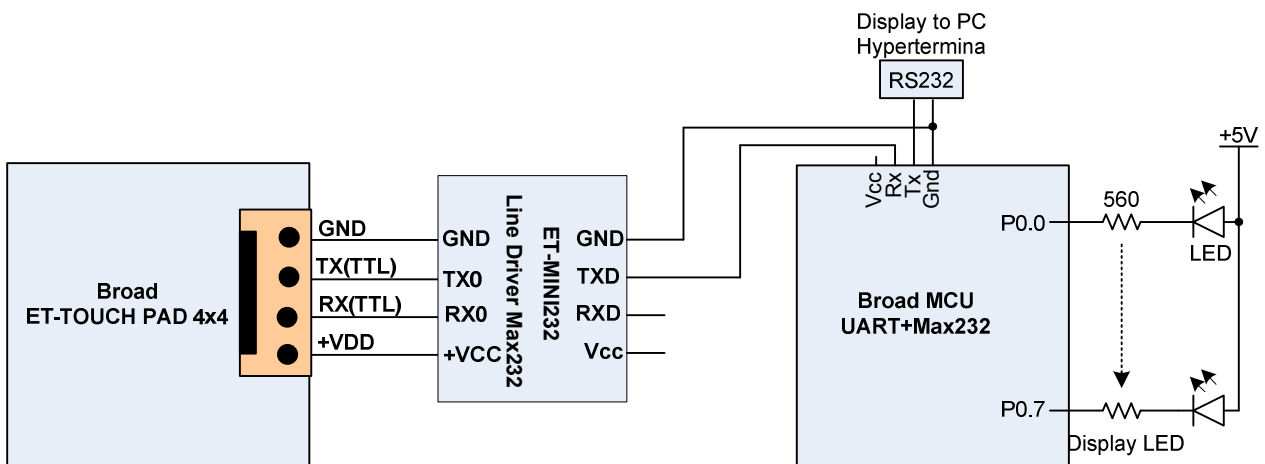 Display to PC
Hypertermina
RS232
+5V
Vcc
Rx
Tx
Gnd
560
P0.0
LED
GND
TX(TTL)
RX(TTL)
+VDD
Broad
ET-TOUCH PAD 4x4
GND
TX0
RX0
+VCC
Line Driver Max232
ET-MINI232
GND
TXD
RXD
Vcc
Broad MCU
UART+Max232
P0.7
Display LED